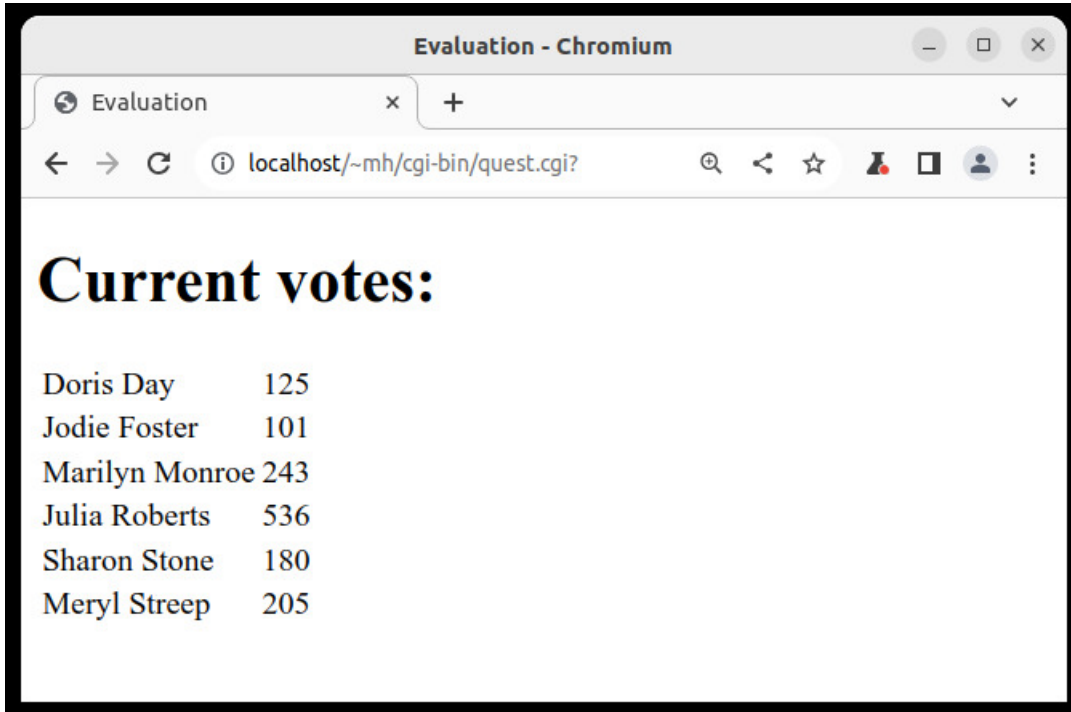 Evaluation - Chromium
Evaluation
localhost/~mh/cgi-bin/quest.cgi?
Current votes:
Doris Day 125
Jodie Foster 101
Marilyn Monroe 243
Julia Roberts 536
Sharon Stone 180
Meryl Streep 205